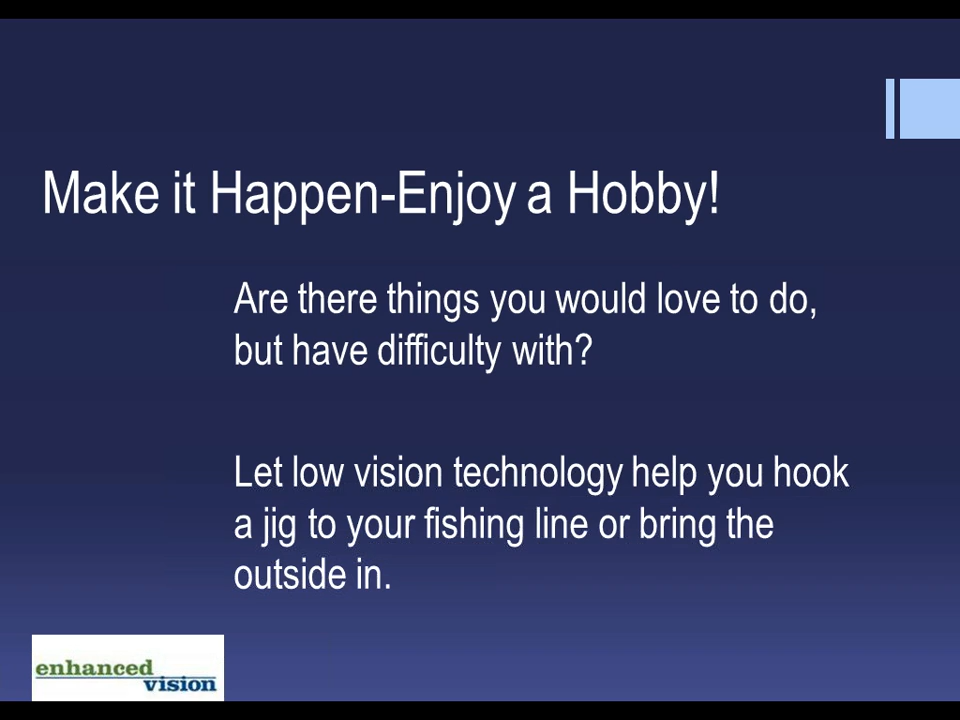 Make it Happen-Enjoy a Hobby!
Are there things you would love to do,
but have difficulty with?
Let low vision technology help you hook
a jig to your fishing line or bring the
outside in.
enhanced
vision